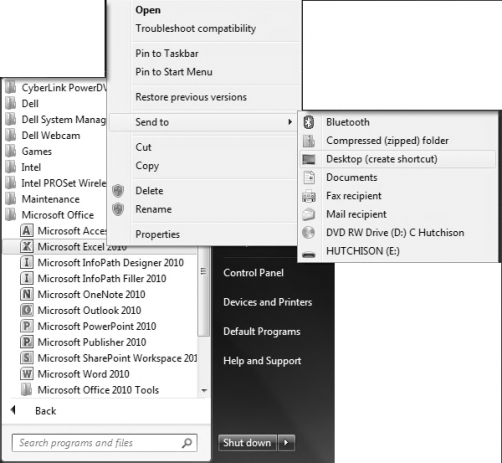 Open
Troubleshoot compatibility
Pin to Taskbar
Pin to Start Menu
Restore previous versions
Send to
Cut
Copy
Delete
Rename
Properties
Bluetooth
Compressed (zipped) folder
Desktop (create shortcut)
Documents
Fax recipient
Mail recipient
DVD RW Drive (D:) C Hutchison
HUTCHISON (E:)
CyberLink PowerDV
Dell
Dell System Manag
Dell Webcam
Games
Intel
Intel PROSet Wirele
Maintenance
Microsoft Office
Microsoft Acces
Microsoft Excel 2010
Microsoft InfoPath Designer 2010
Microsoft InfoPath Filler 2010
Microsoft OneNote 2010
Microsoft Outlook 2010
Microsoft PowerPoint 2010
Microsoft Publisher 2010
Microsoft SharePoint Workspace 201
Microsoft Word 2010
Microsoft Office 2010 Tools
Back
Search programs and files
Control Panel
Devices and Printers
Default Programs
Help and Support
Shut down